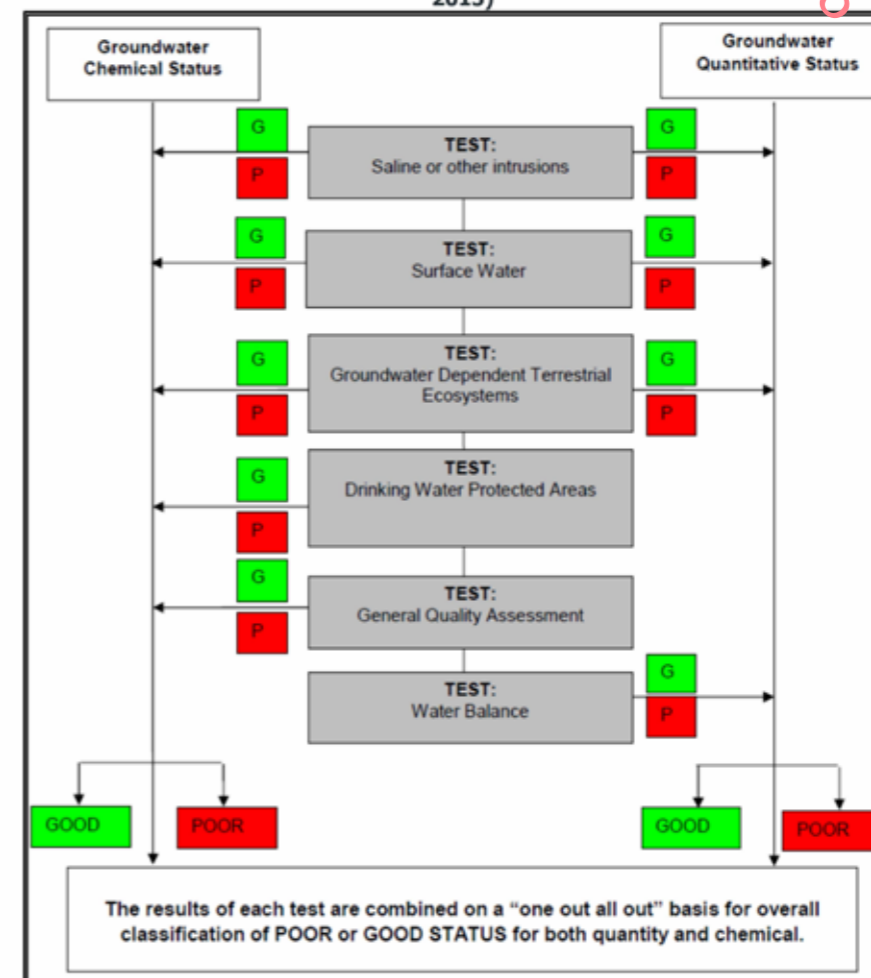 2015)
Groundwater
Chemical Status
Groundwater
Quantitative Status
G
G
TEST:
Saline or other intrusions
P
P
G
G
TEST:
Surface Water
P
P
G
G
TEST:
Groundwater Dependent Terrestrial
Ecosystems
P
P
G
TEST:
Drinking Water Protected Areas
P
G
TEST:
General Quality Assessment
P
G
TEST:
Water Balance
P
GOOD
POOR
GOOD
POOR
The results of each test are combined on a “one out all out” basis for overall
classification of POOR or GOOD STATUS for both quantity and chemical.